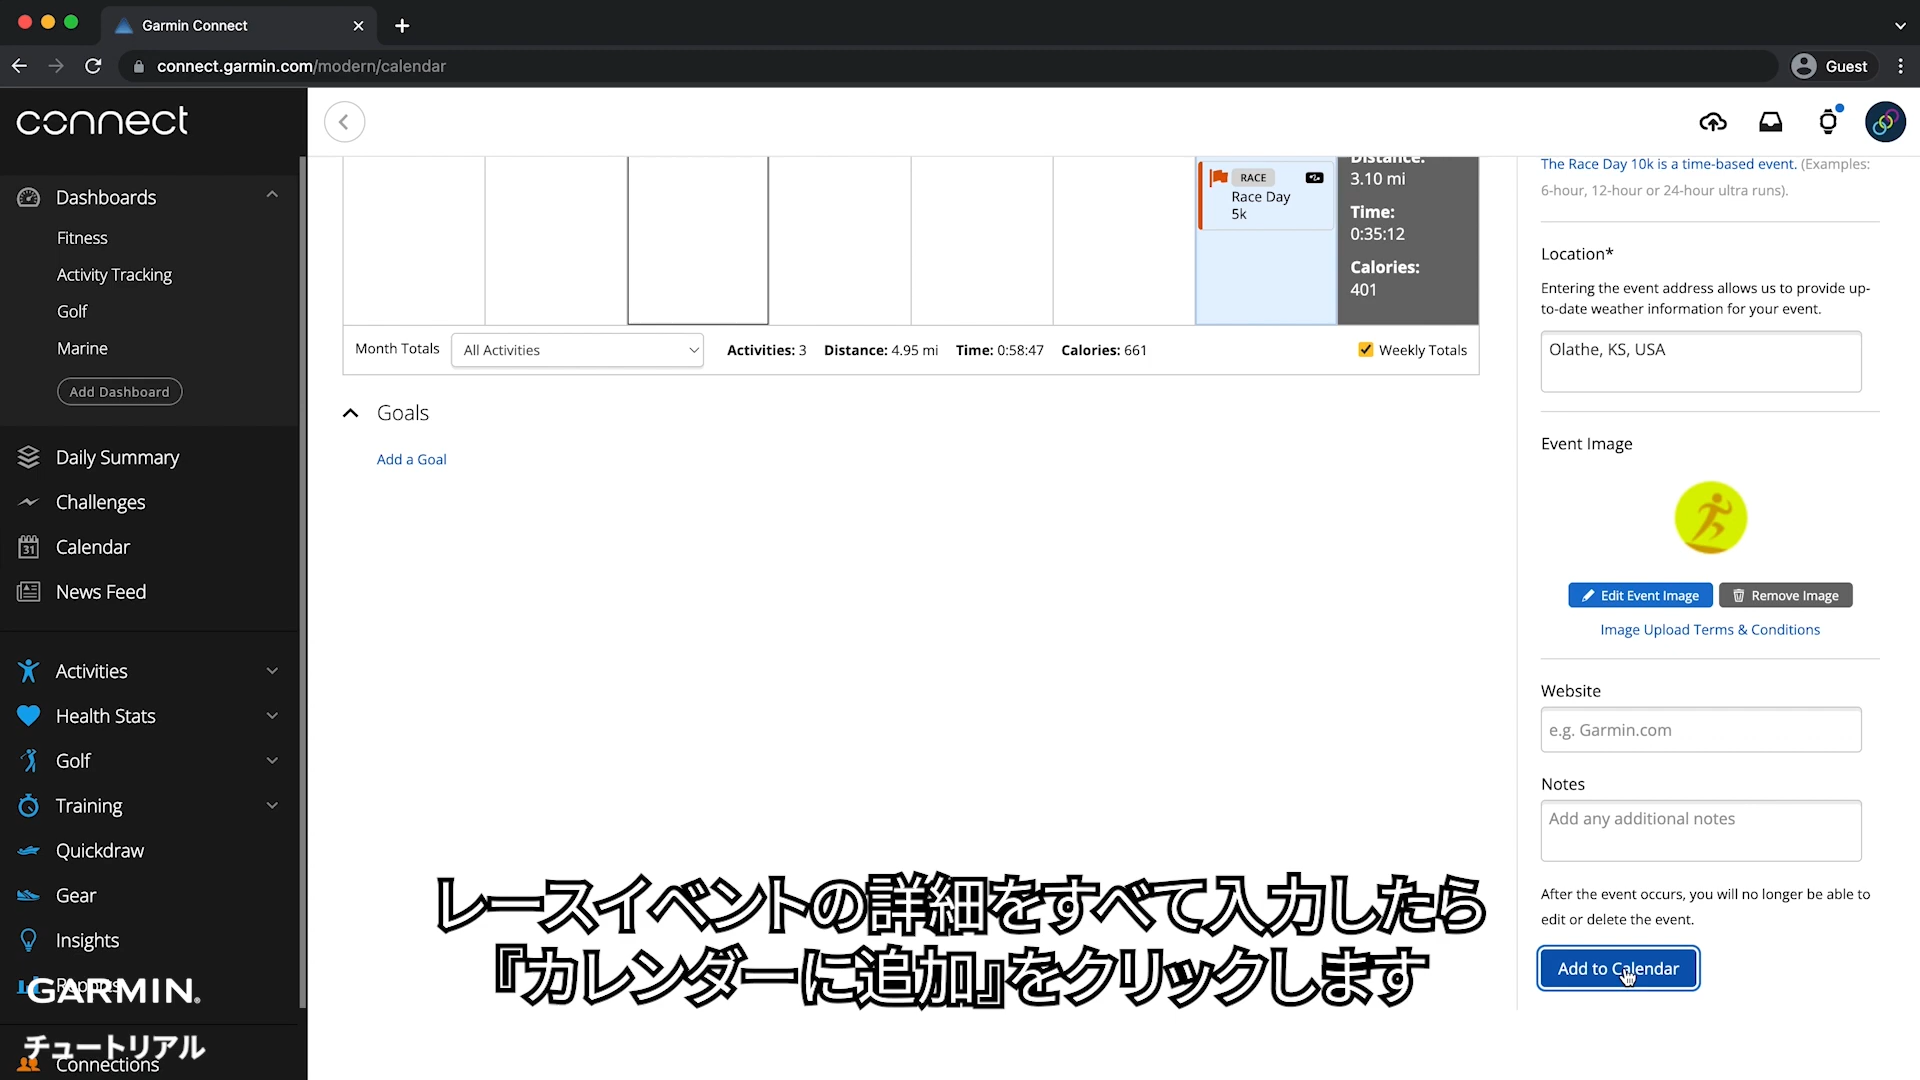 Garmin Connect
connect.garmin.com/modern/calendar
Guest
connect
Dashboards
Fitness
Activity Tracking
Golf
Marine
Add Dashboard
Daily Summary
Challenges
31
Calendar
News Feed
Activities
Health Stats
Golf
Training
Quickdraw
Gear
Insights
Reports
GARMIN.
チュートリアル
Connections
RACE
Race Day
5k
Distance:
3.10 mi
Time:
0:35:12
Calories:
401
Month Totals
All Activities
Activities: 3 Distance: 4.95 mi Time: 0:58:47 Calories: 661
Weekly Totals
Goals
Add a Goal
The Race Day 10k is a time-based event. (Examples:
6-hour, 12-hour or 24-hour ultra runs).
Location*
Entering the event address allows us to provide up-
to-date weather information for your event.
Olathe, KS, USA
Event Image
Edit Event Image
Remove Image
Image Upload Terms & Conditions
Website
e.g. Garmin.com
Notes
Add any additional notes
After the event occurs, you will no longer be able to
edit or delete the event.
Add to Calendar
レースイベントの詳細をすべて入力したら
『カレンダーに追加』をクリックします